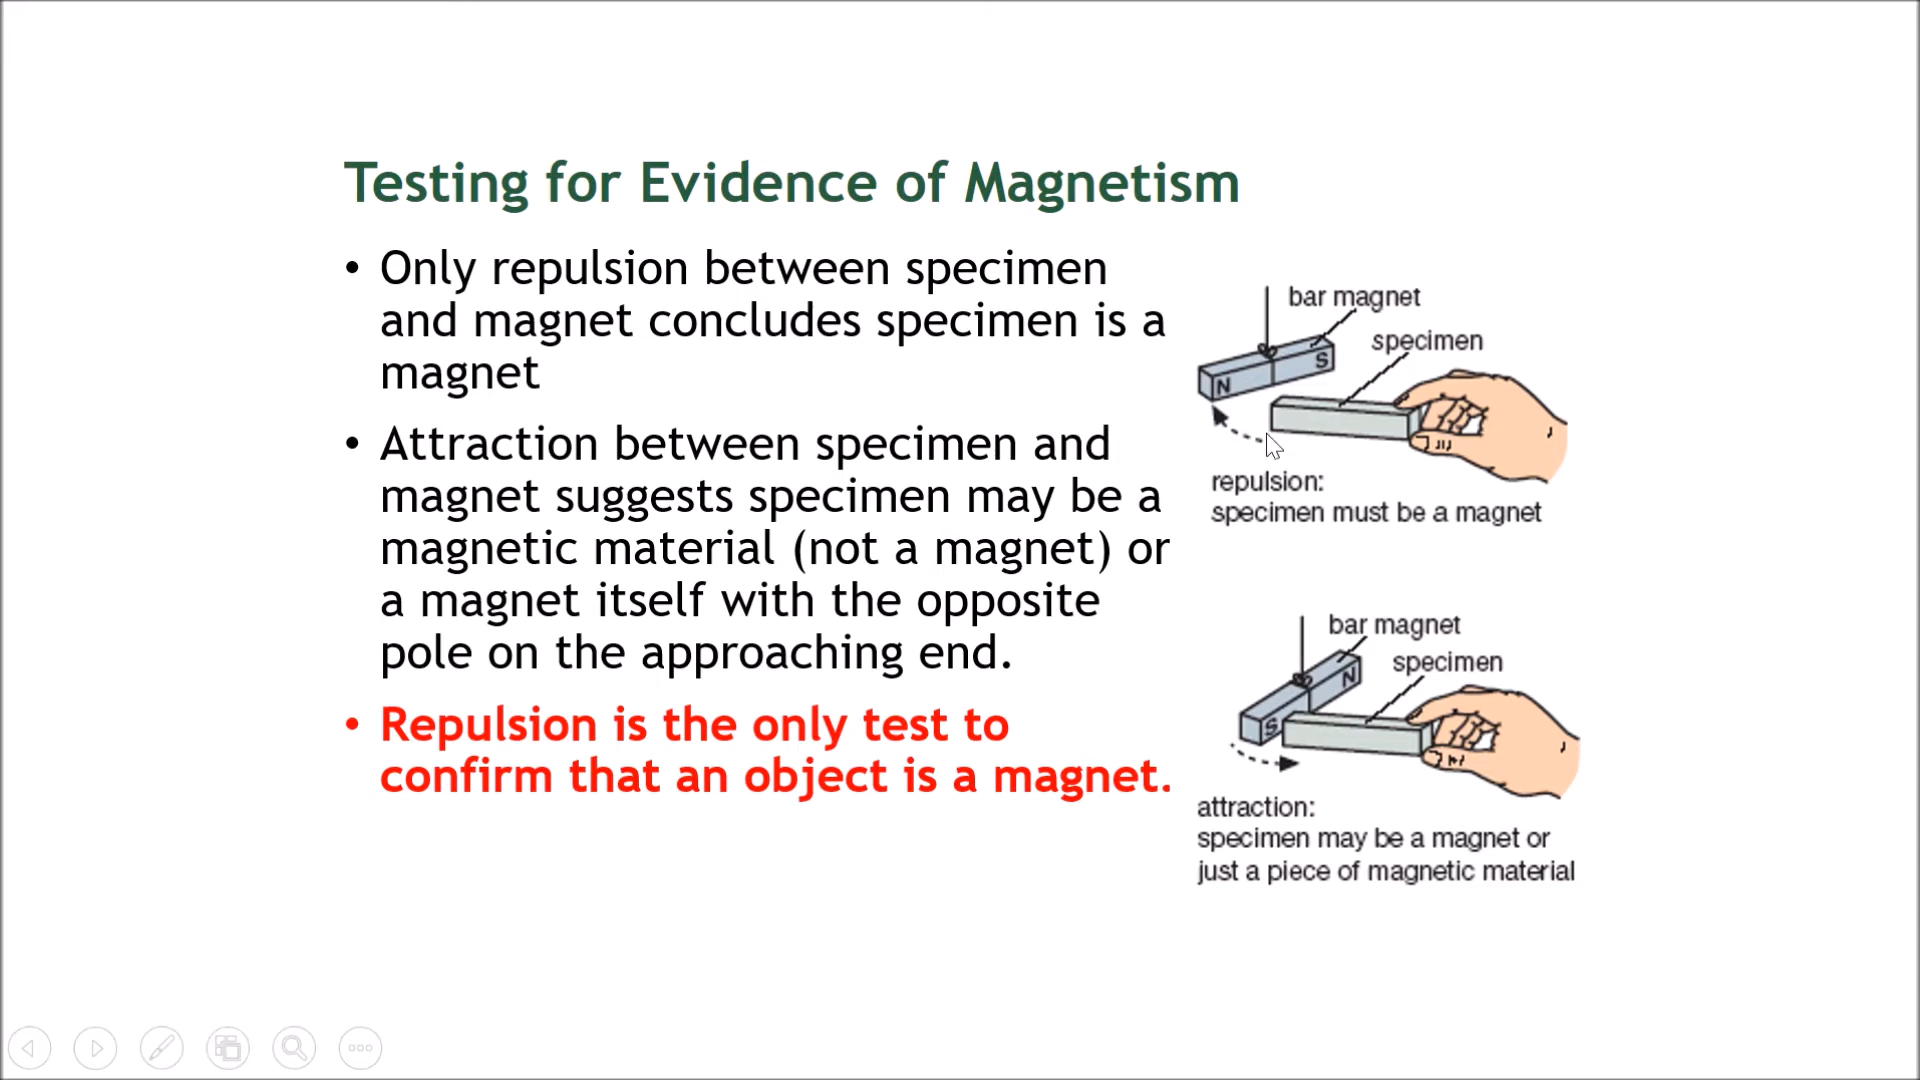 Testing for Evidence of Magnetism
• Only repulsion between specimen
and magnet concludes specimen is a
magnet
• Attraction between specimen and
magnet suggests specimen may be a
magnetic material (not a magnet) or
a magnet itself with the opposite
pole on the approaching end.
• Repulsion is the only test to
confirm that an object is a magnet.
bar magnet
specimen
S
N
repulsion:
specimen must be a magnet
bar magnet
specimen
N
S
attraction:
specimen may be a magnet or
just a piece of magnetic material